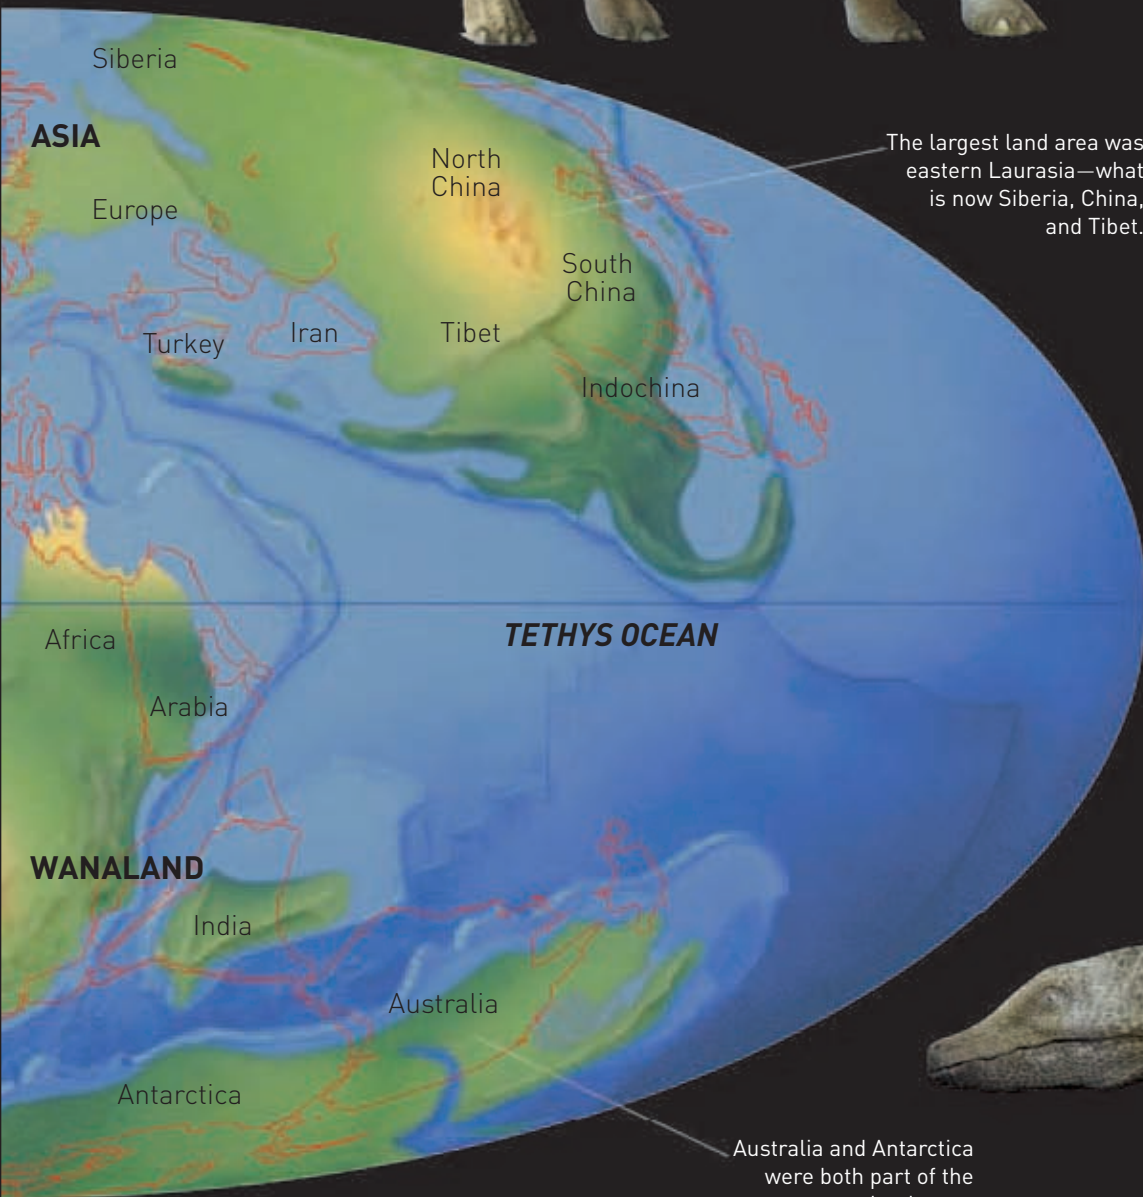 Siberia
ASIA
The largest land area was
eastern Laurasia—what
is now Siberia, China,
and Tibet.
North
China
Europe
South
China
Turkey
Iran
Tibet
Indochina
TETHYS OCEAN
Africa
Arabia
WANALAND
India
Australia
Antarctica
Australia and Antarctica
were both part of the